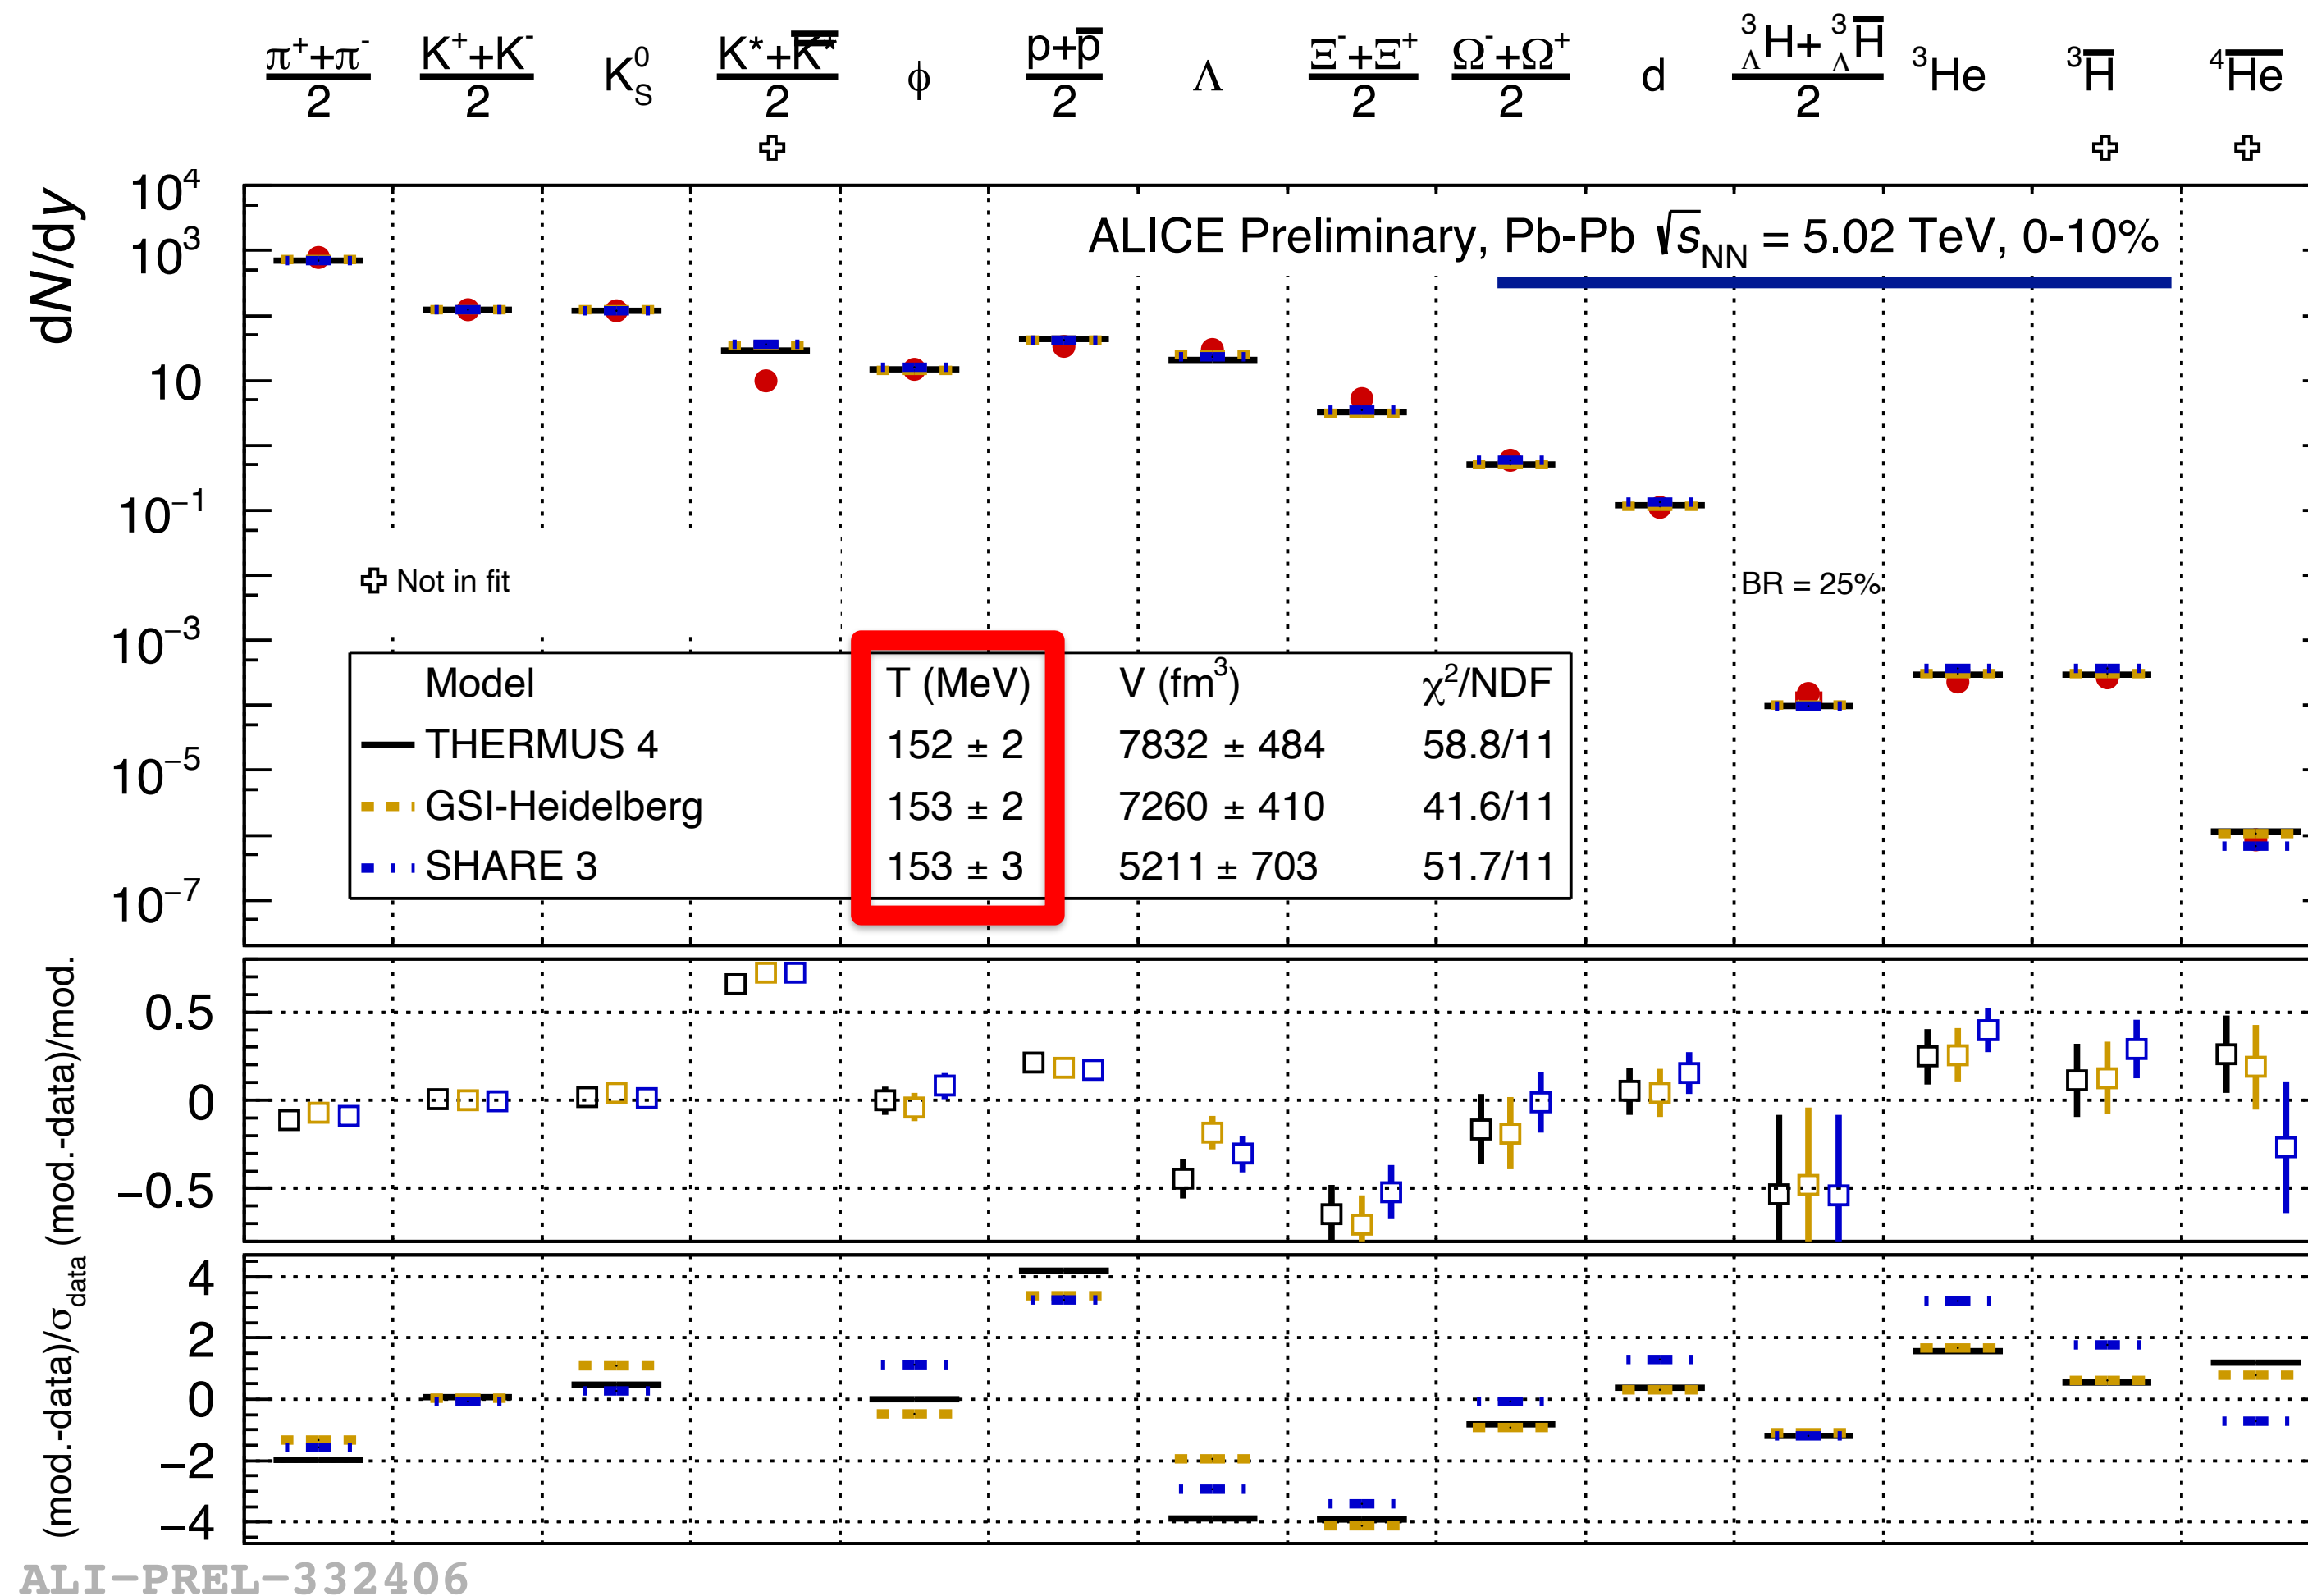 π⁺+π⁻ K⁺+K⁻ K*+K̅* p+p̅ Ξ⁻+Ξ⁺ Ω⁻+Ω⁺ ³ΛH+³ΛH̅
2 2 K⁰S 2 φ 2 Λ 2 2 d 2 ³He ³H̅ ⁴H̅e̅
dN/dy
10⁴
10³
10
10⁻¹
10⁻³
10⁻⁵
10⁻⁷
ALICE Preliminary, Pb-Pb √sNN = 5.02 TeV, 0-10%
Not in fit
BR = 25%
Model T (MeV) V (fm³) χ²/NDF
THERMUS 4 152 ± 2 7832 ± 484 58.8/11
GSI-Heidelberg 153 ± 2 7260 ± 410 41.6/11
SHARE 3 153 ± 3 5211 ± 703 51.7/11
(mod.-data)/mod.
0.5
0
−0.5
(mod.-data)/σdata
4
2
0
−2
−4
ALI-PREL-332406